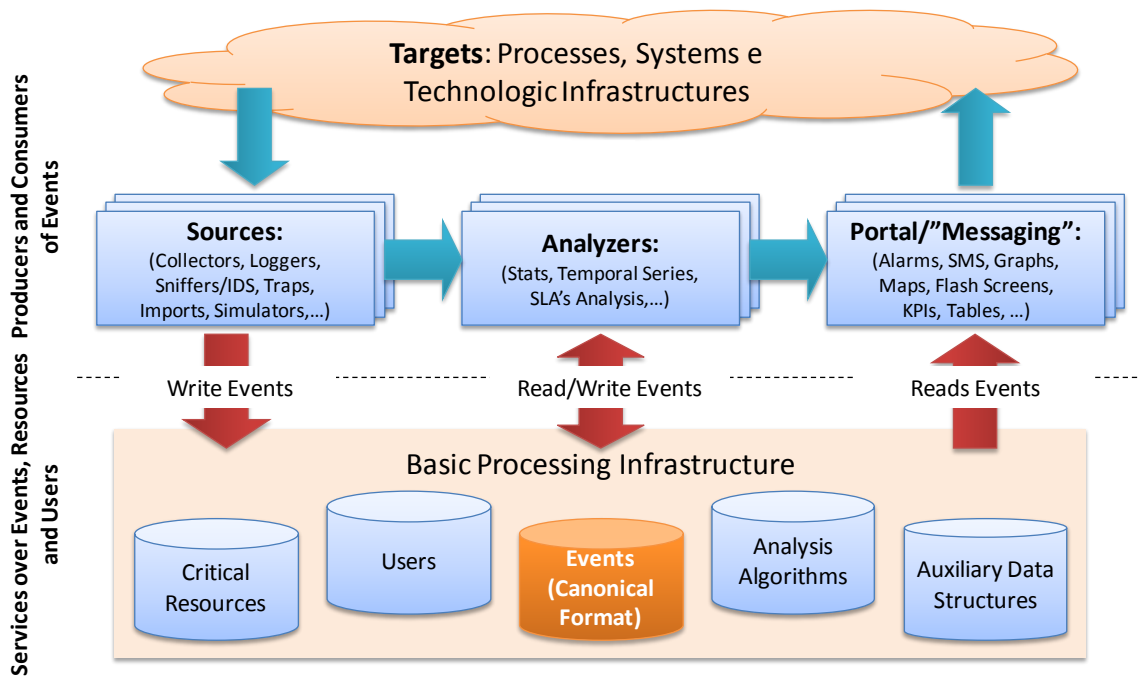 Targets: Processes, Systems e
Technologic Infrastructures
Producers and Consumers
of Events
Sources:
(Collectors, Loggers,
Sniffers/IDS, Traps,
Imports, Simulators,...)
Analyzers:
(Stats, Temporal Series,
SLA's Analysis,...)
Portal/"Messaging":
(Alarms, SMS, Graphs,
Maps, Flash Screens,
KPIs, Tables, ...)
Write Events
Read/Write Events
Reads Events
Services over Events, Resources
and Users
Basic Processing Infrastructure
Critical
Resources
Users
Events
(Canonical
Format)
Analysis
Algorithms
Auxiliary Data
Structures